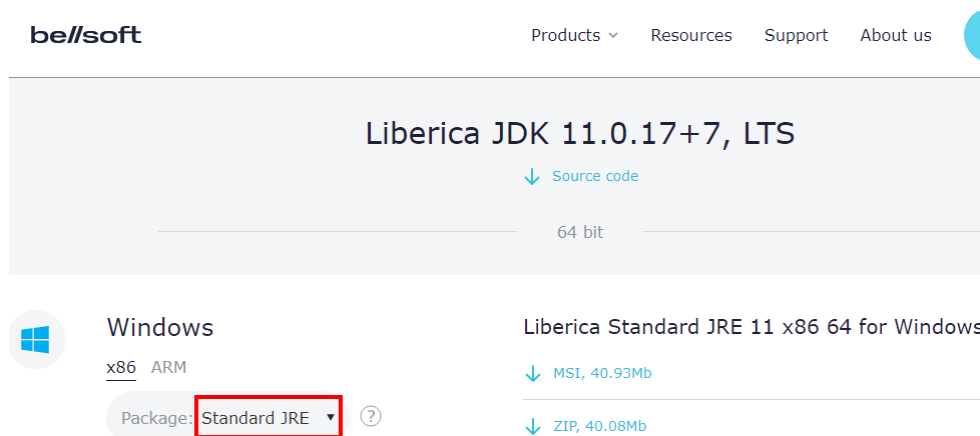 bellsoft
Products Resources Support About us
Liberica JDK 11.0.17+7, LTS
Source code
64 bit
Windows
x86 ARM
Package: Standard JRE ?
Liberica Standard JRE 11 x86 64 for Windows
MSI, 40.93Mb
ZIP, 40.08Mb